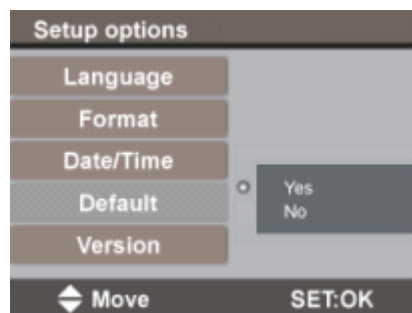 Setup options
Language
Format
Date/Time
Default
Yes
No
Version
Move
SET:OK